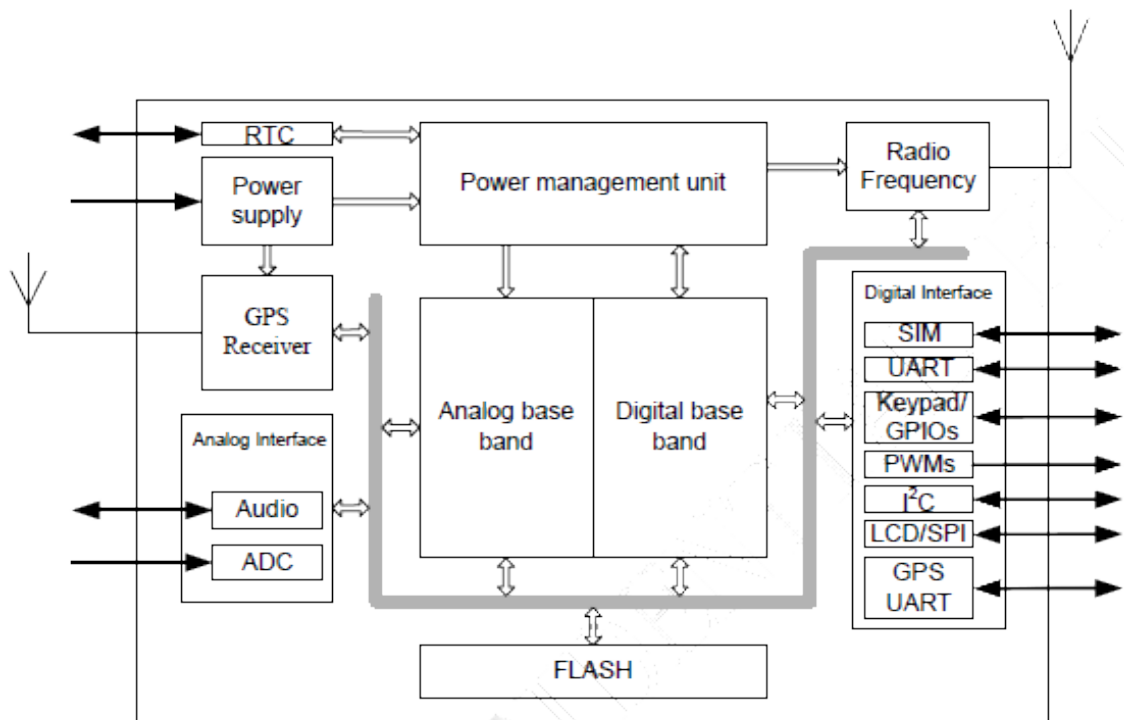 RTC
Power
supply
Power management unit
Radio
Frequency
GPS
Receiver
Analog base
band
Digital base
band
Analog Interface
Audio
ADC
Digital Interface
SIM
UART
Keypad/
GPIOs
PWMs
I²C
LCD/SPI
GPS
UART
FLASH